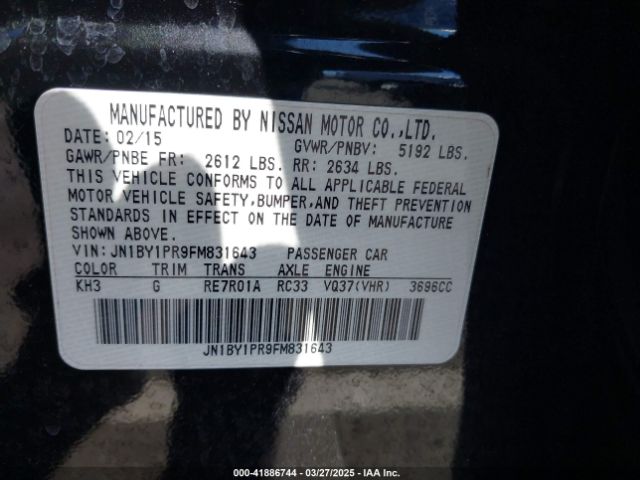 MANUFACTURED BY NISSAN MOTOR CO.,LTD.
DATE: 02/15 GVWR/PNBV: 5192 LBS.
GAWR/PNBE FR: 2612 LBS. RR: 2634 LBS.
THIS VEHICLE CONFORMS TO ALL APPLICABLE FEDERAL
MOTOR VEHICLE SAFETY,BUMPER,AND THEFT PREVENTION
STANDARDS IN EFFECT ON THE DATE OF MANUFACTURE
SHOWN ABOVE.
VIN: JN1BY1PR9FM831643 PASSENGER CAR
COLOR TRIM TRANS AXLE ENGINE
KH3 G RE7R01A RC33 VQ37(VHR) 3696CC
JN1BY1PR9FM831643
000-41886744 | 03/27/2025 - IAA Inc.